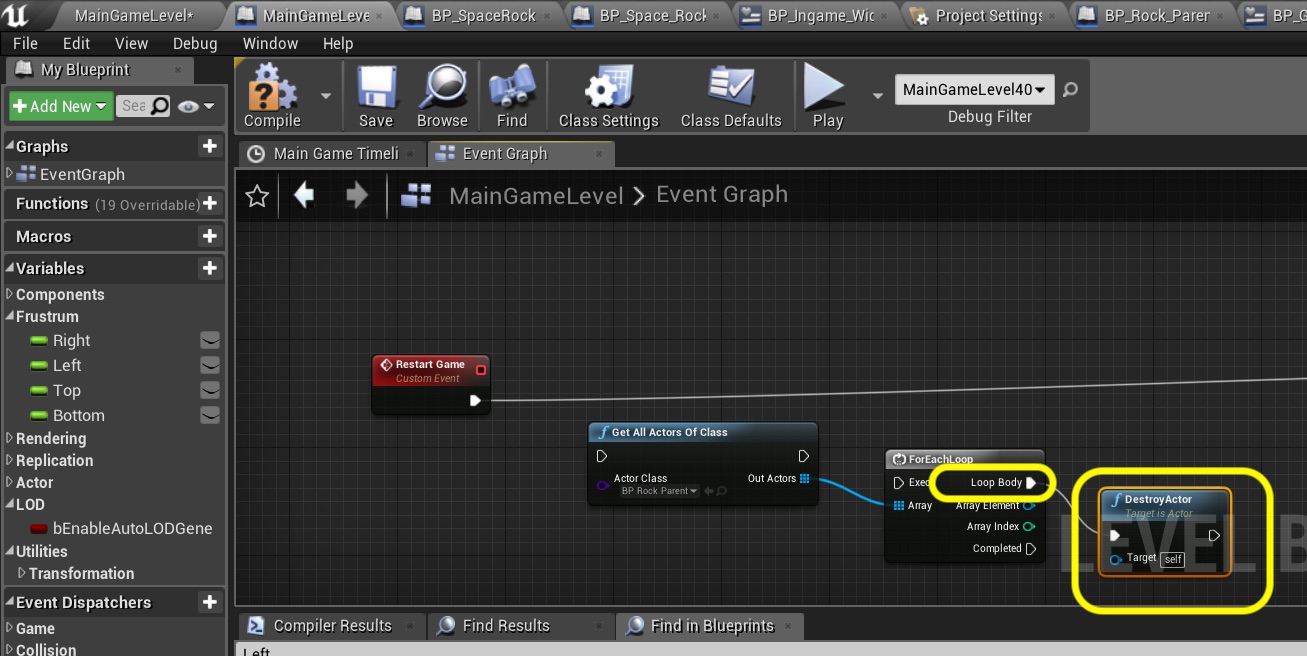 MainGameLevel*
MainGameLeve
BP_SpaceRock
BP_Space_Rock
BP_Ingame_Wic
Project Settings
BP_Rock_Parer
BP_G
File Edit View Debug Window Help
My Blueprint
Add New
Sea
Compile
Save
Browse
Find
Class Settings
Class Defaults
Play
MainGameLevel40
Debug Filter
Graphs
EventGraph
Functions (19 Overridable)
Macros
Variables
Components
Frustrum
Right
Left
Top
Bottom
Rendering
Replication
Actor
LOD
bEnableAutoLODGene
Utilities
Transformation
Event Dispatchers
Game
Collision
Main Game Timeli
Event Graph
MainGameLevel > Event Graph
Restart Game
Custom Event
Get All Actors Of Class
Actor Class
BP Rock Parent
Out Actors
ForEachLoop
Exec
Loop Body
Array
Array Element
Array Index
Completed
DestroyActor
Target is Actor
Target self
LEVEL B
Compiler Results
Find Results
Find in Blueprints
Left